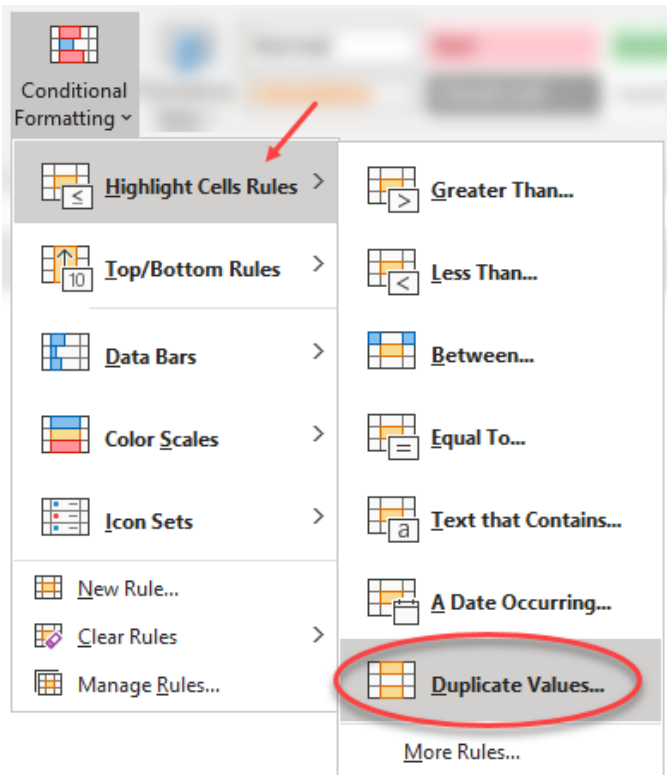 Conditional
Formatting
Highlight Cells Rules
Top/Bottom Rules
10
Data Bars
Color Scales
Icon Sets
New Rule...
Clear Rules
Manage Rules...
≤
Greater Than...
>
Less Than...
<
Between...
Equal To...
=
Text that Contains...
a
A Date Occurring...
Duplicate Values...
More Rules...